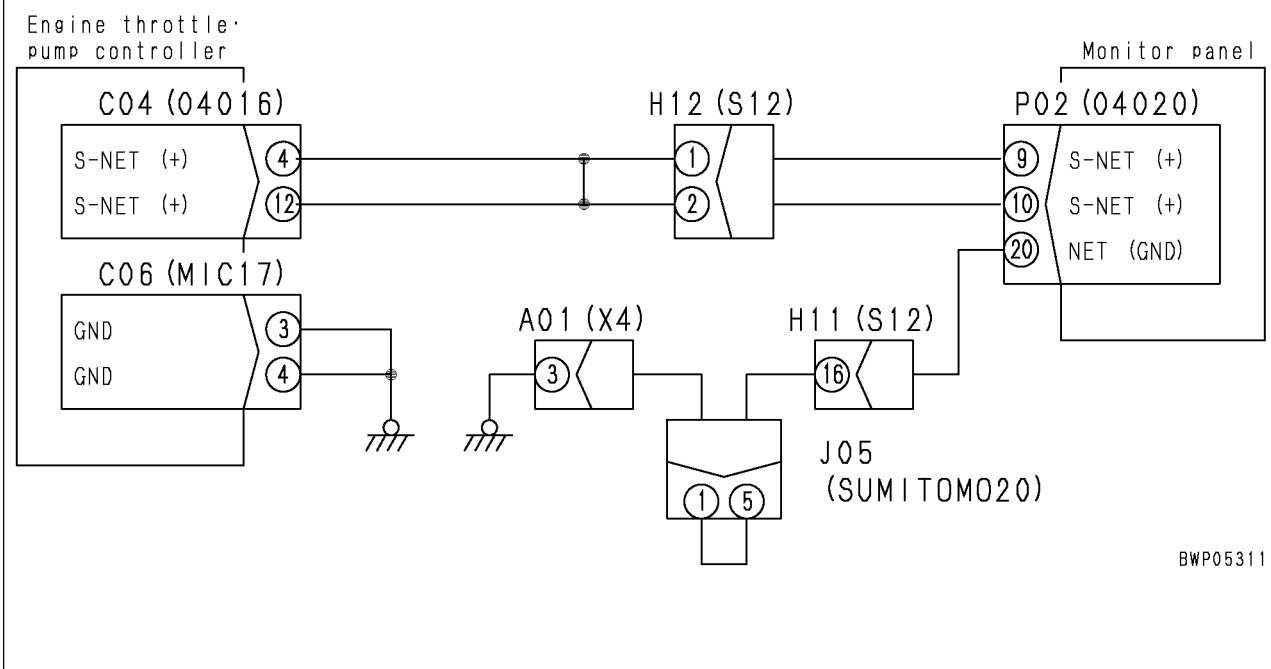 Engine throttle·
pump controller
Monitor panel
C04 (04016)
H12 (S12)
P02 (04020)
S-NET (+)
4
1
9
S-NET (+)
S-NET (+)
12
2
10
S-NET (+)
20
NET (GND)
C06 (MIC17)
A01 (X4)
H11 (S12)
GND
3
GND
4
3
16
J05
(SUMITOMO20)
1
5
BWP05311